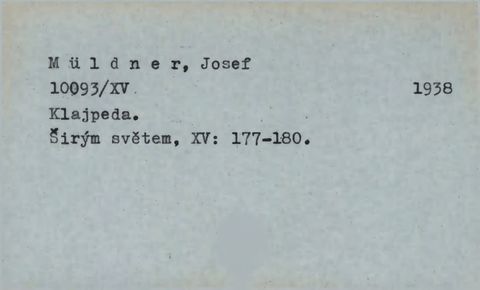 M ü l d n e r, Josef
10093/XV 1938
Klajpeda.
Širým světem, XV: 177-180.